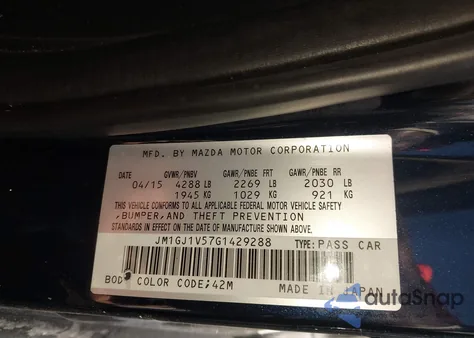 MFD. BY MAZDA MOTOR CORPORATION
DATE GVWR/PNBV GAWR/PNBE FRT GAWR/PNBE RR
04/15 4288 LB 2269 LB 2030 LB
1945 KG 1029 KG 921 KG
THIS VEHICLE CONFORMS TO ALL APPLICABLE FEDERAL MOTOR VEHICLE SAFETY
,BUMPER,AND THEFT PREVENTION
STANDARDS IN EFFECT ON THE DATE OF MANUFACTURE SHOWN ABOVE.
JM1GJ1V57G1429288 TYPE:PASS CAR
BODY COLOR CODE;42M MADE IN JAPAN
autoSnap